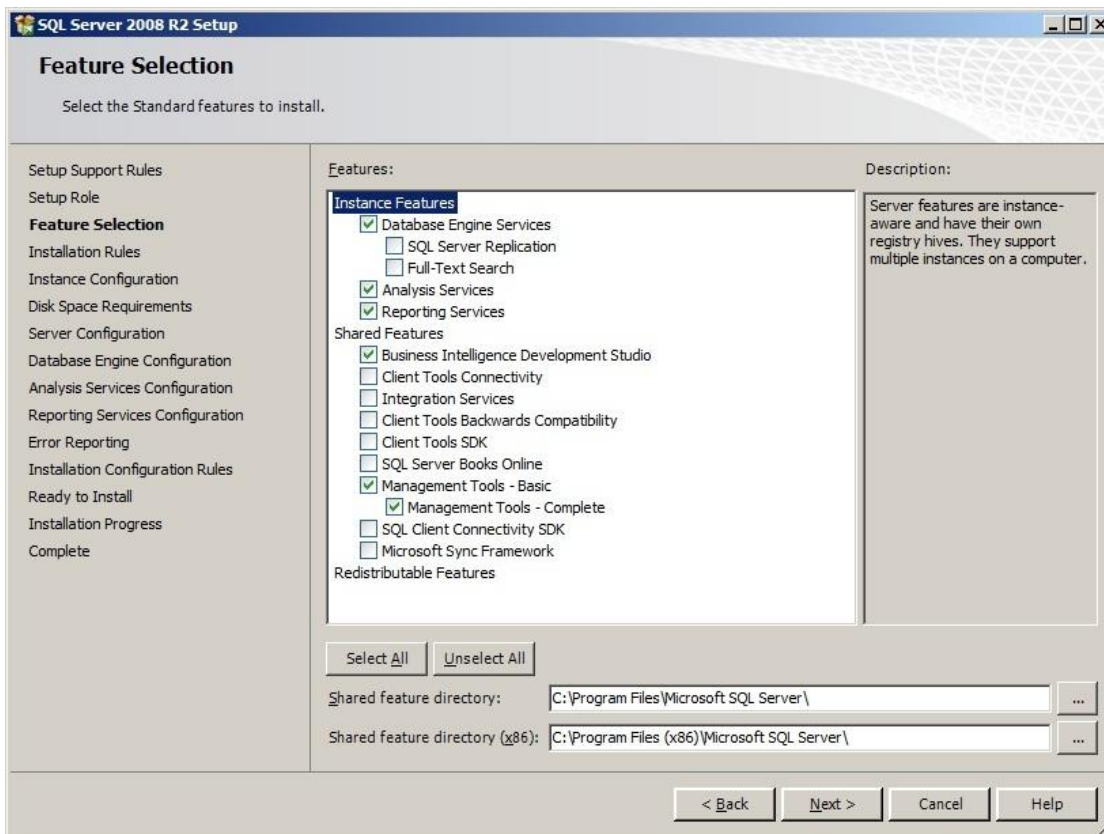 SQL Server 2008 R2 Setup
Feature Selection
Select the Standard features to install.
Setup Support Rules
Setup Role
Feature Selection
Installation Rules
Instance Configuration
Disk Space Requirements
Server Configuration
Database Engine Configuration
Analysis Services Configuration
Reporting Services Configuration
Error Reporting
Installation Configuration Rules
Ready to Install
Installation Progress
Complete
Features:
Instance Features
Database Engine Services
SQL Server Replication
Full-Text Search
Analysis Services
Reporting Services
Shared Features
Business Intelligence Development Studio
Client Tools Connectivity
Integration Services
Client Tools Backwards Compatibility
Client Tools SDK
SQL Server Books Online
Management Tools - Basic
Management Tools - Complete
SQL Client Connectivity SDK
Microsoft Sync Framework
Redistributable Features
Description:
Server features are instance-
aware and have their own
registry hives. They support
multiple instances on a computer.
Select All
Unselect All
Shared feature directory:
C:\Program Files\Microsoft SQL Server\
...
Shared feature directory (x86):
C:\Program Files (x86)\Microsoft SQL Server\
...
< Back
Next >
Cancel
Help